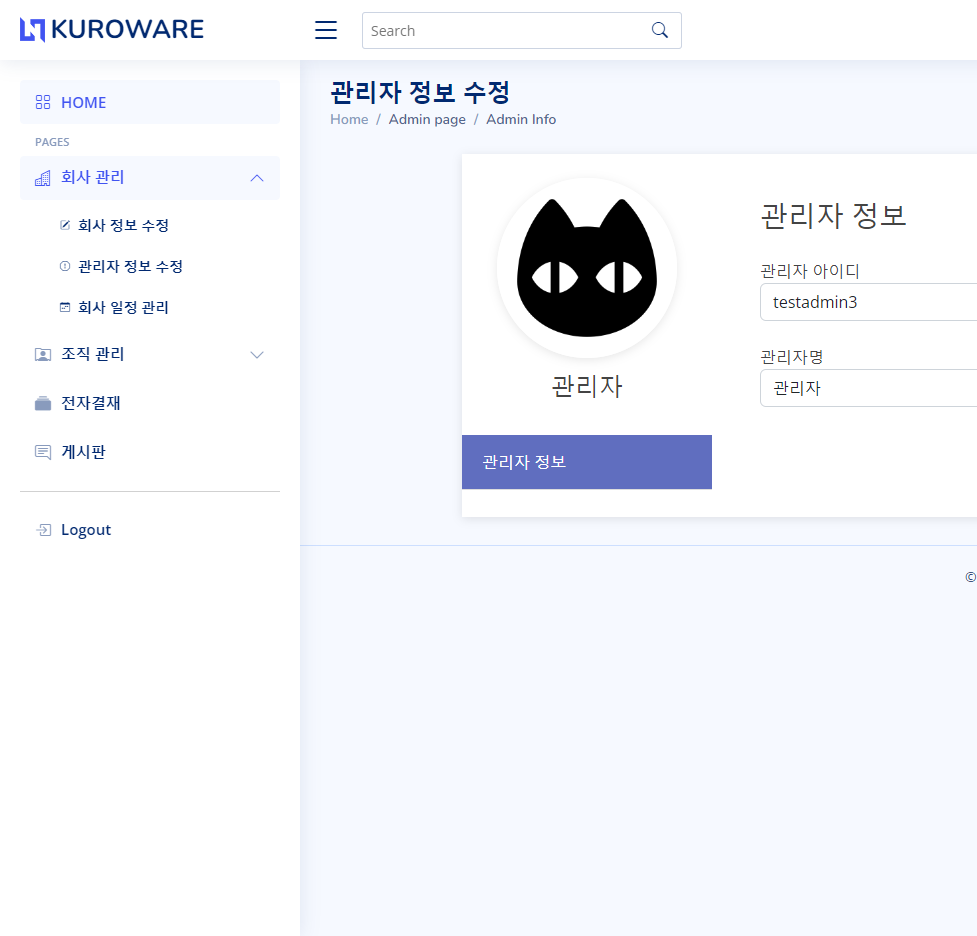 KUROWARE
Search
HOME
PAGES
회사 관리
회사 정보 수정
관리자 정보 수정
회사 일정 관리
조직 관리
전자결재
게시판
Logout
관리자 정보 수정
Home / Admin page / Admin Info
관리자
관리자 정보
관리자 정보
관리자 아이디
testadmin3
관리자명
관리자
©